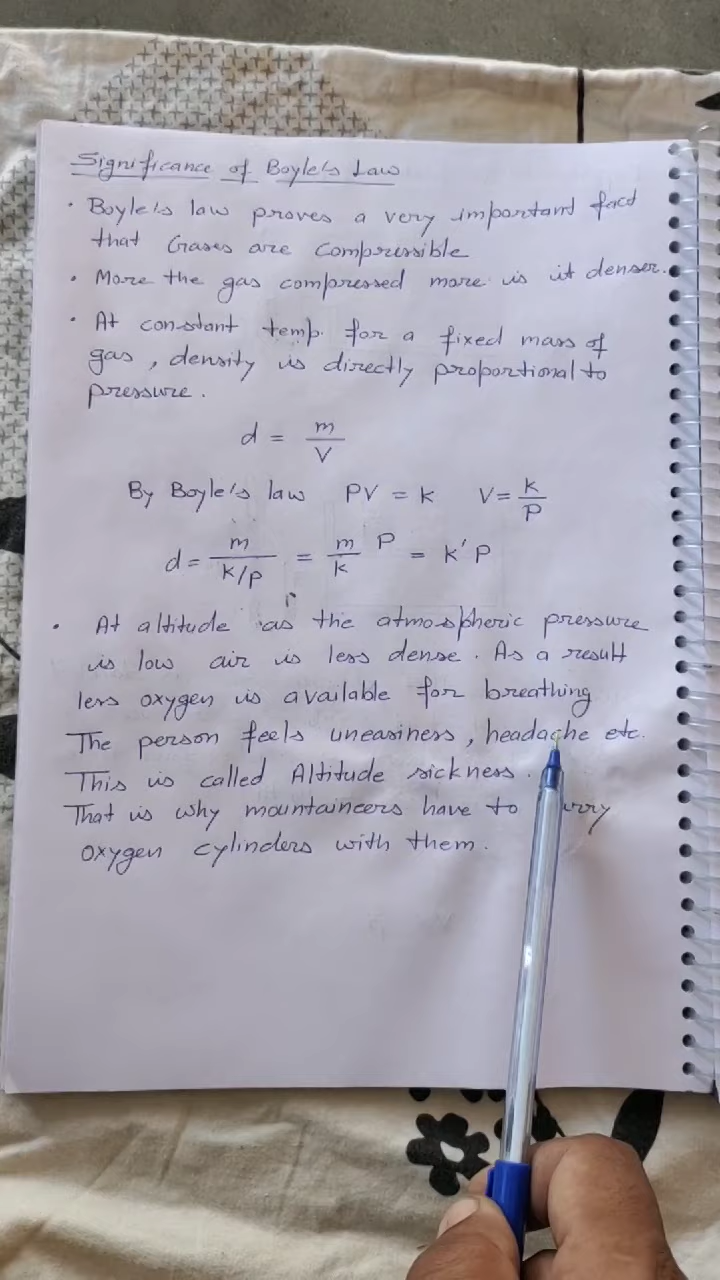 Significance of Boyle's Law
• Boyle's law proves a very important fact
that Gases are compressible
• More the gas compressed more is it denser.
• At constant temp. for a fixed mass of
gas, density is directly proportional to
pressure.
d = m/V
By Boyle's law PV = k V = k/P
d = m/(k/p) = m/k P = k' P
• At altitude as the atmospheric pressure
is low air is less dense. As a result
less oxygen is available for breathing
The person feels uneasiness, headache etc.
This is called Altitude sickness.
That is why mountaineers have to
oxygen cylinders with them.